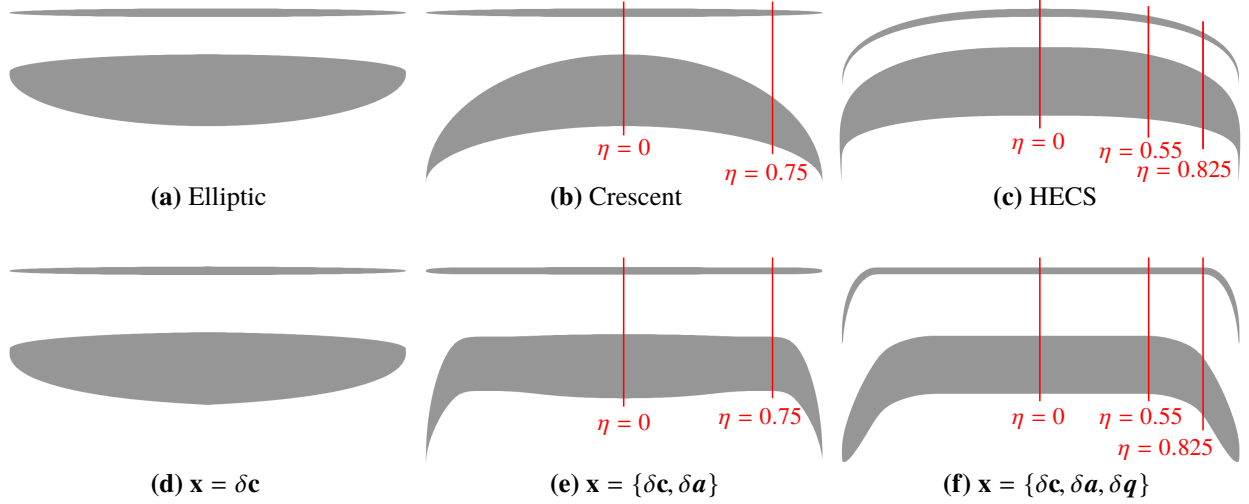 η = 0
η = 0.75
η = 0
η = 0.55
η = 0.825
(a) Elliptic
(b) Crescent
(c) HECS
η = 0
η = 0.75
η = 0
η = 0.55
η = 0.825
(d) x = δc
(e) x = {δc, δa}
(f) x = {δc, δa, δq}